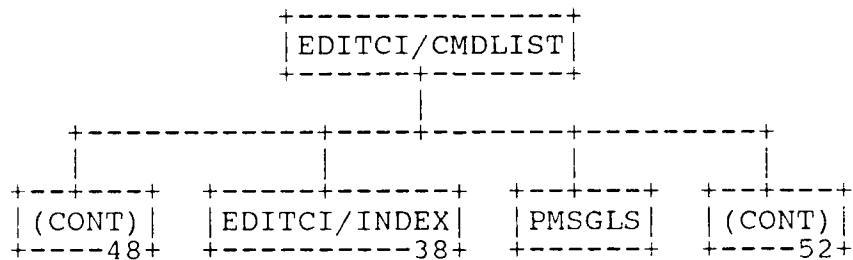 EDITCI/CMDLIST
(CONT) EDITCI/INDEX PMSGLS (CONT)
48 38 52